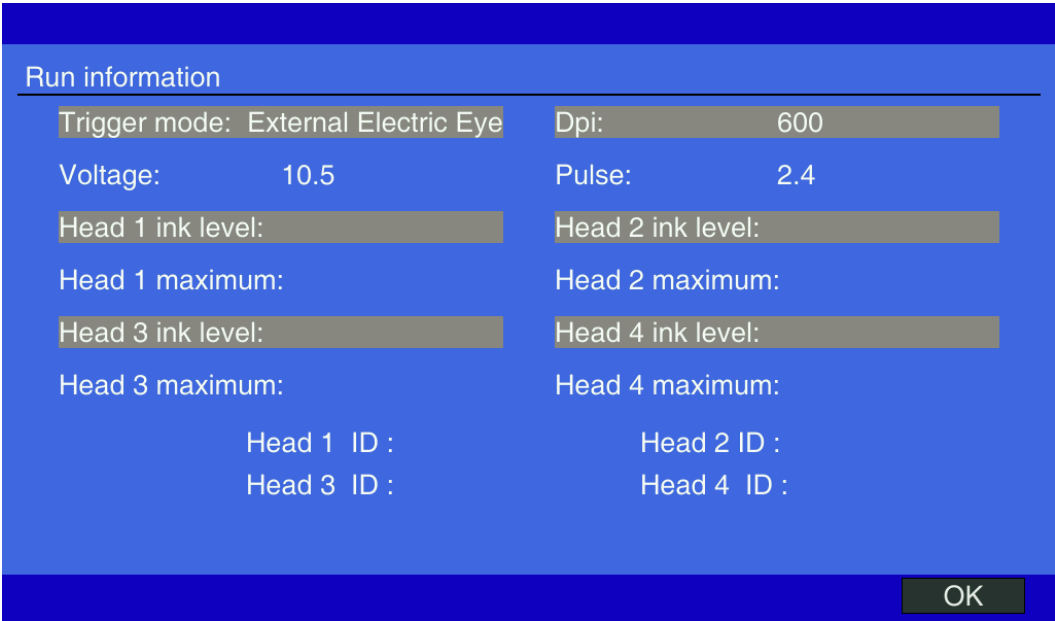 Run information
Trigger mode: External Electric Eye Dpi: 600
Voltage: 10.5 Pulse: 2.4
Head 1 ink level: Head 2 ink level:
Head 1 maximum: Head 2 maximum:
Head 3 ink level: Head 4 ink level:
Head 3 maximum: Head 4 maximum:
Head 1 ID : Head 2 ID :
Head 3 ID : Head 4 ID :
OK